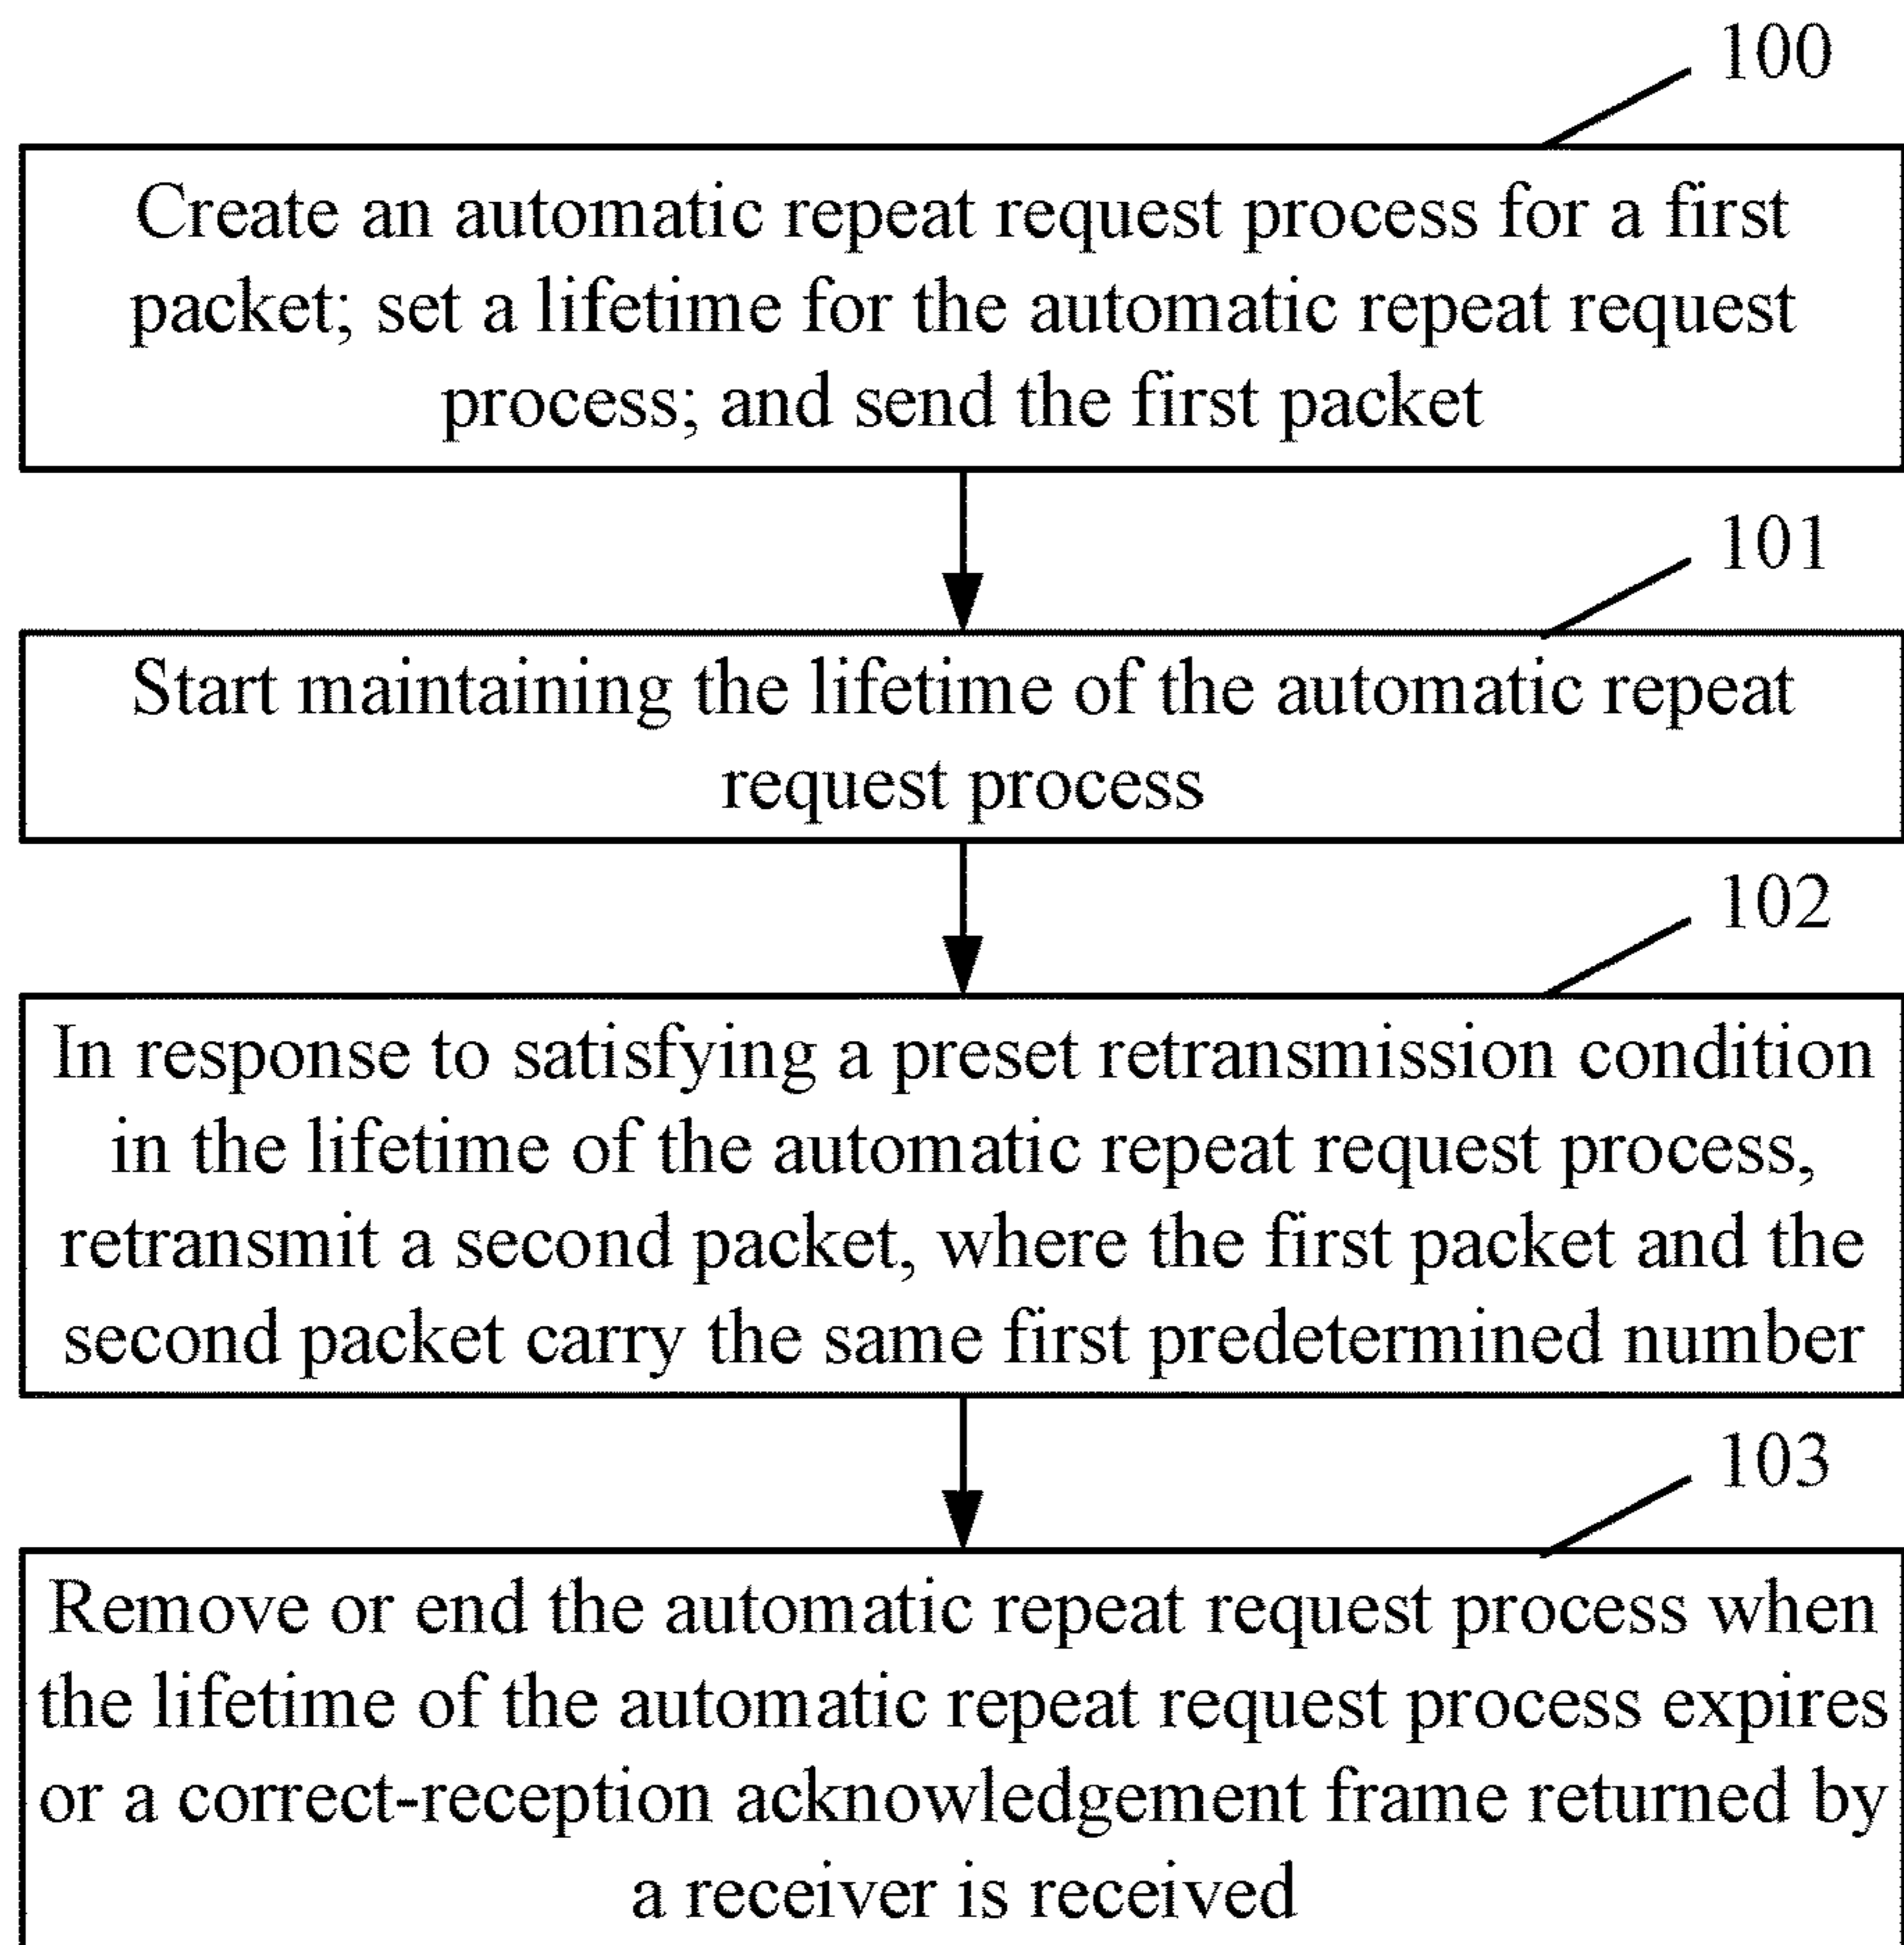 100
Create an automatic repeat request process for a first
packet; set a lifetime for the automatic repeat request
process; and send the first packet
101
Start maintaining the lifetime of the automatic repeat
request process
102
In response to satisfying a preset retransmission condition
in the lifetime of the automatic repeat request process,
retransmit a second packet, where the first packet and the
second packet carry the same first predetermined number
103
Remove or end the automatic repeat request process when
the lifetime of the automatic repeat request process expires
or a correct-reception acknowledgement frame returned by
a receiver is received